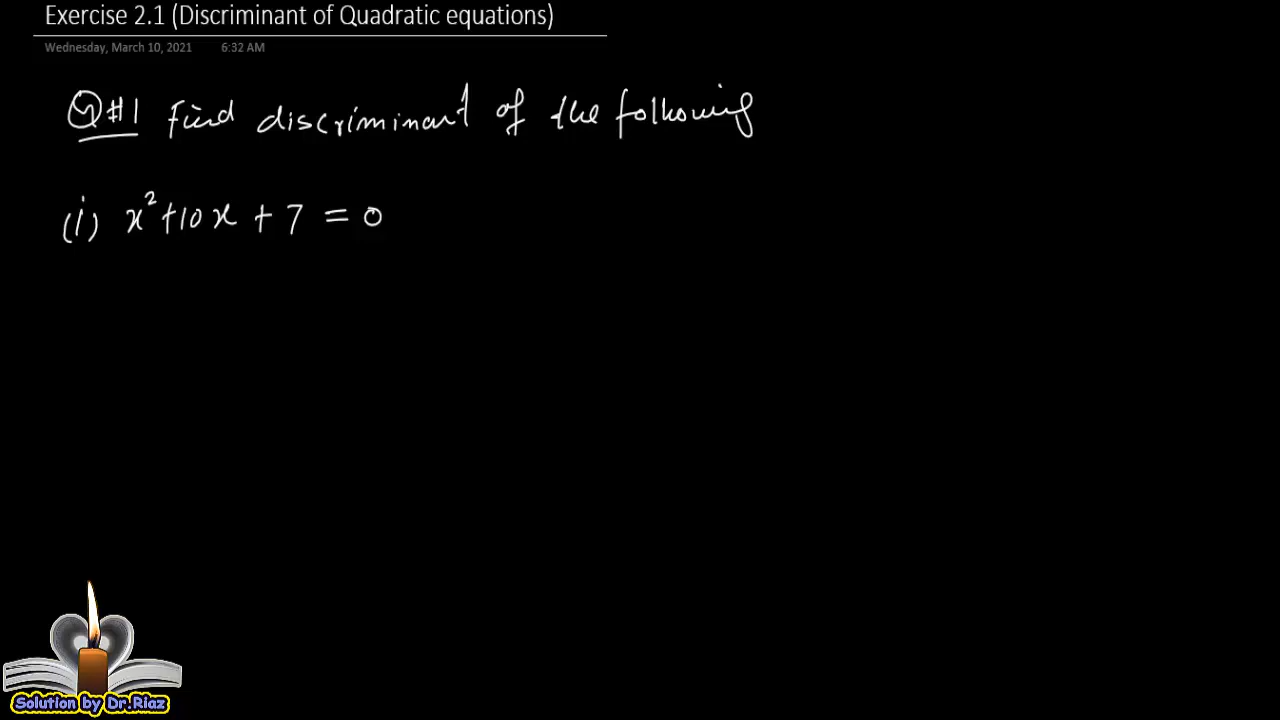 Exercise 2.1 (Discriminant of Quadratic equations)
Wednesday, March 10, 2021 6:32 AM
Q#1 Find discriminant of the following
(i) x²+10x + 7 = 0
Solution by Dr.Riaz